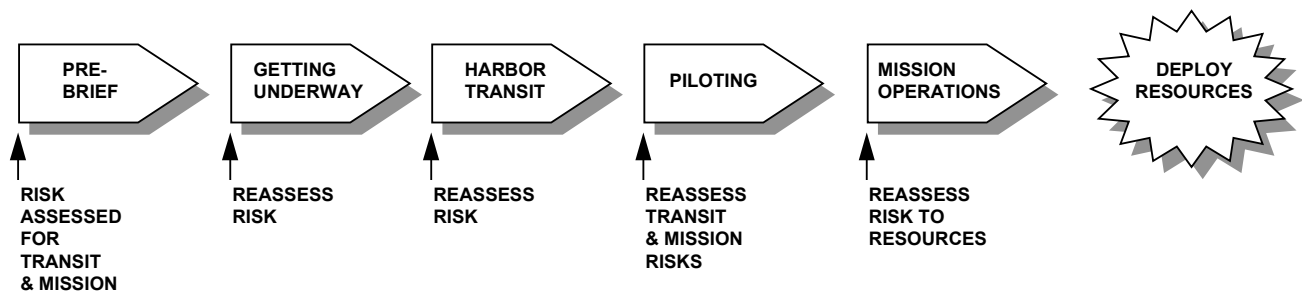 PRE-
BRIEF
GETTING
UNDERWAY
HARBOR
TRANSIT
PILOTING
MISSION
OPERATIONS
DEPLOY
RESOURCES
RISK
ASSESSED
FOR
TRANSIT
& MISSION
REASSESS
RISK
REASSESS
RISK
REASSESS
TRANSIT
& MISSION
RISKS
REASSESS
RISK TO
RESOURCES